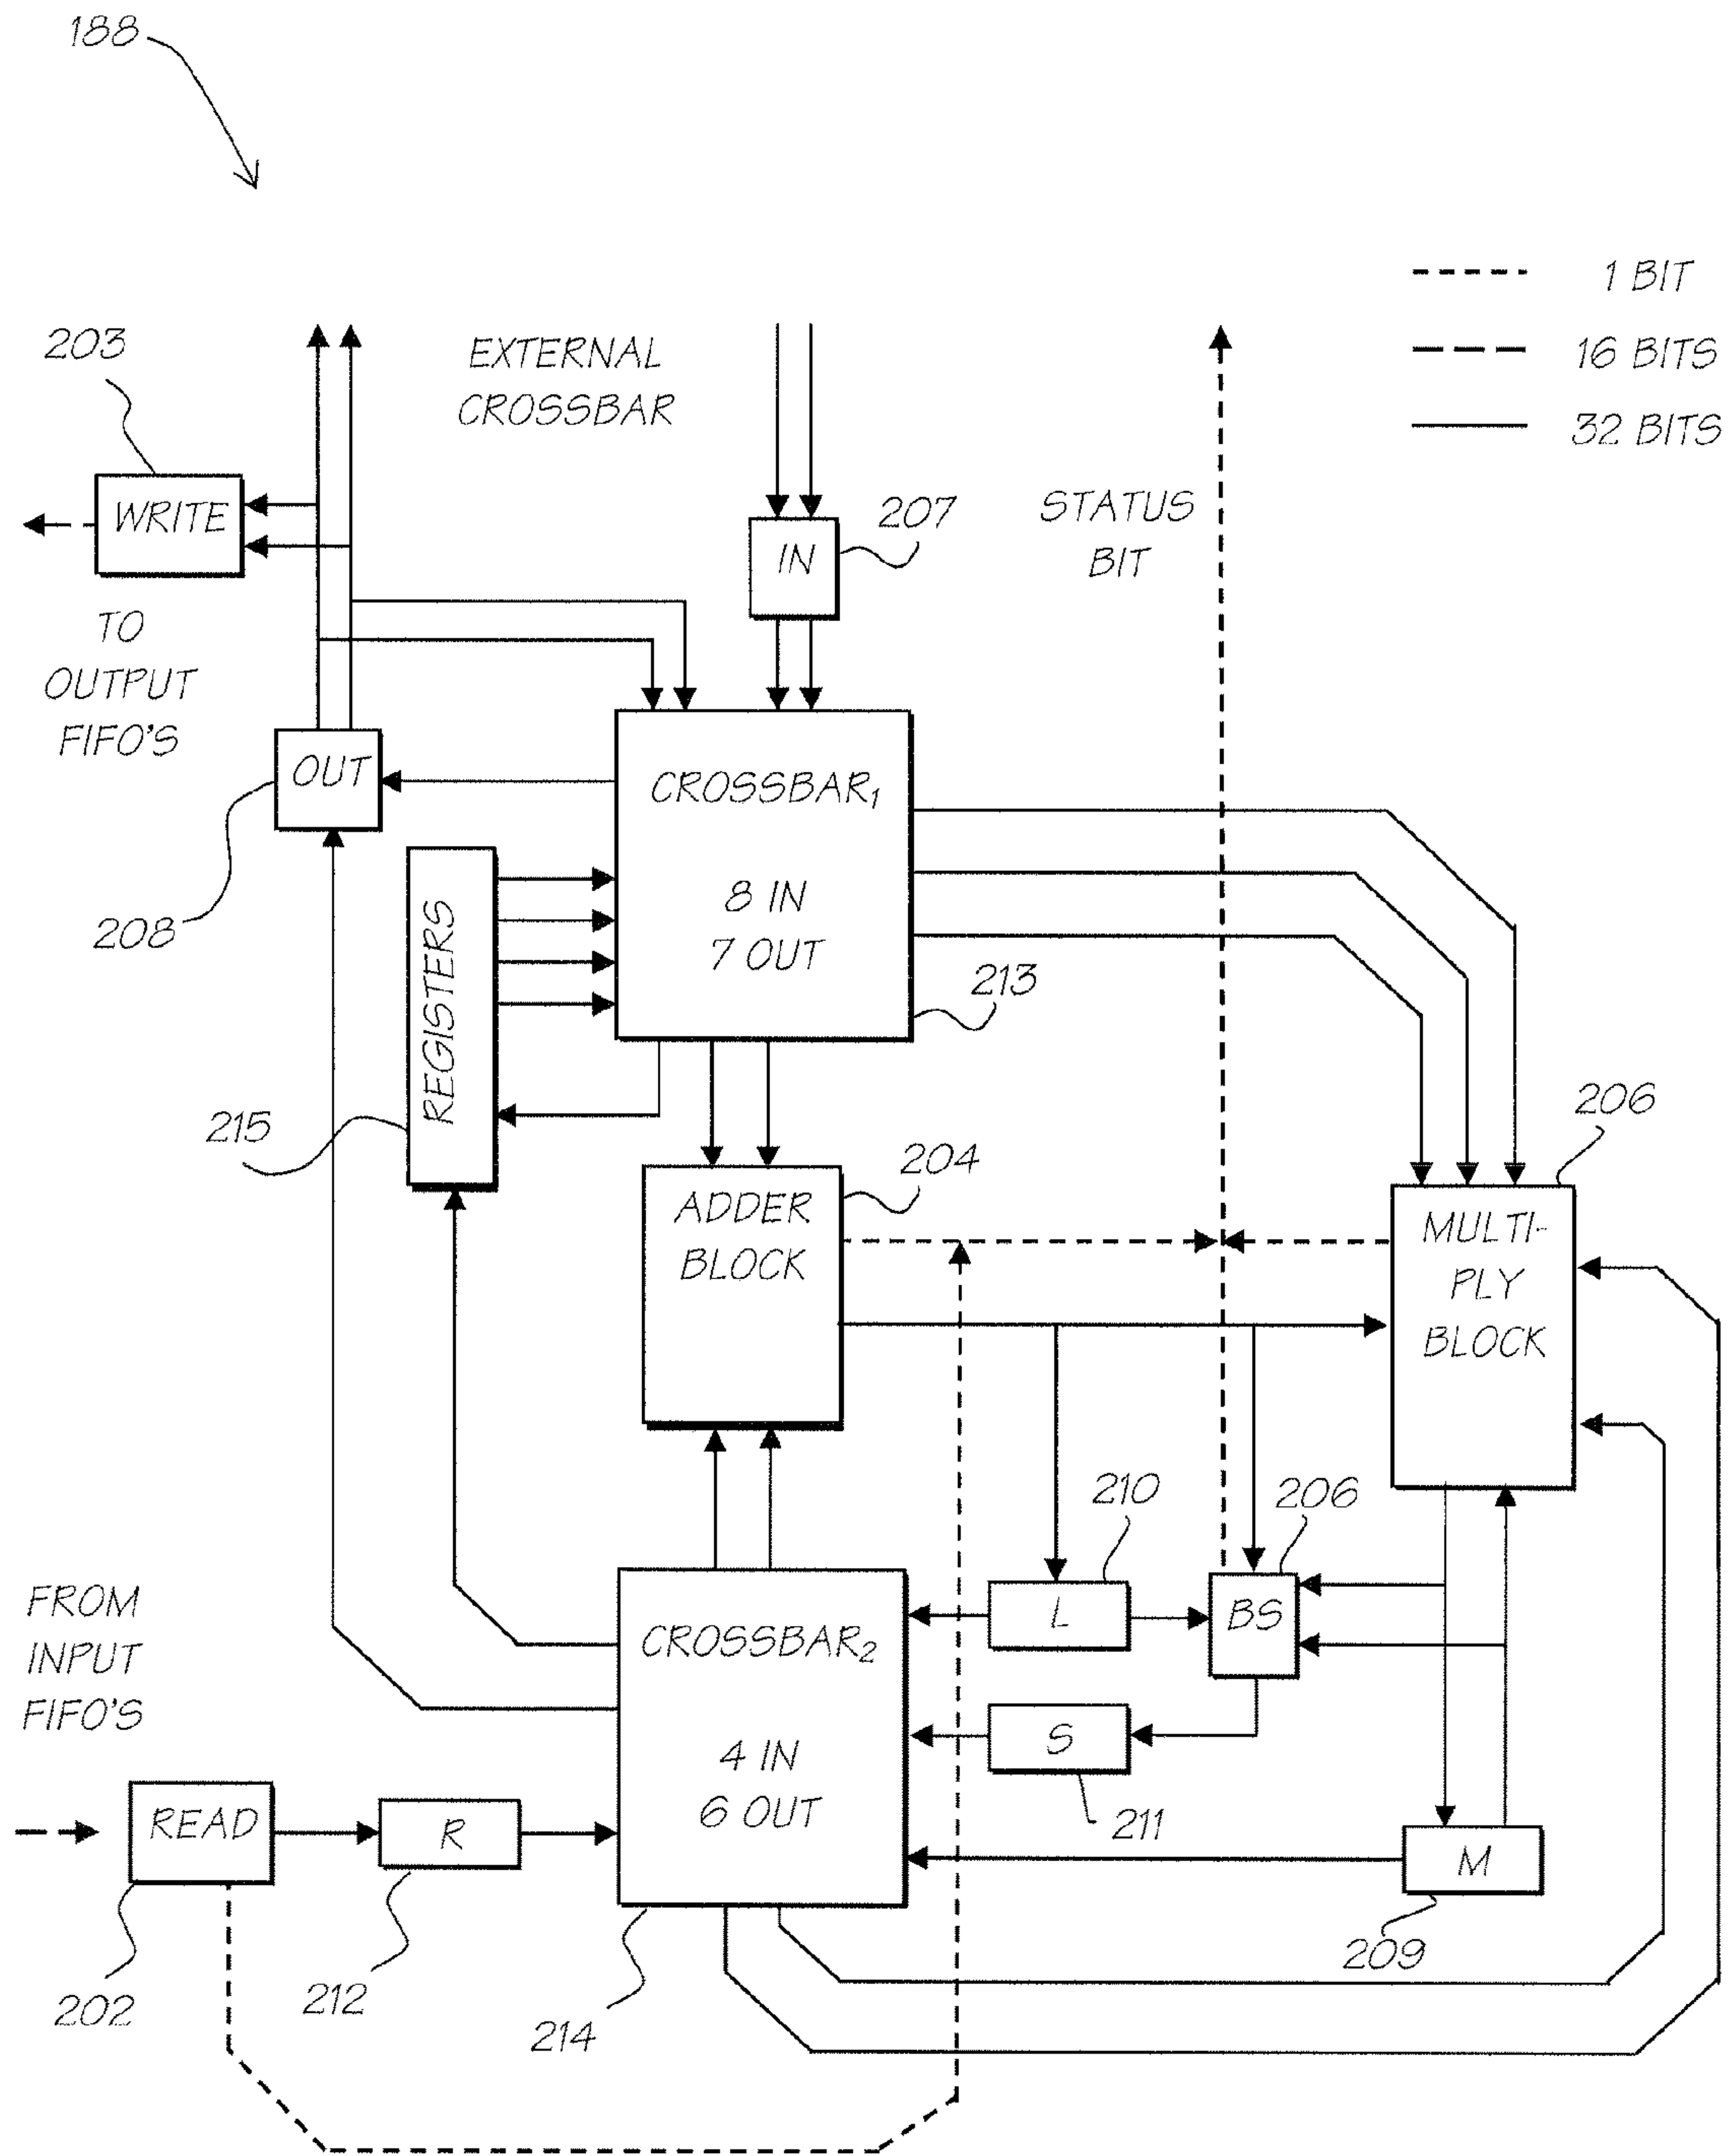 188
1 BIT
16 BITS
32 BITS
203
EXTERNAL
CROSSBAR
WRITE
207
IN
STATUS
BIT
TO
OUTPUT
FIFO'S
OUT
208
CROSSBAR₁
8 IN
7 OUT
213
REGISTERS
215
206
204
ADDER
BLOCK
MULTI-
PLY
BLOCK
210
206
FROM
INPUT
FIFO'S
CROSSBAR₂
4 IN
6 OUT
L
BS
S
211
READ
R
M
209
202
212
214